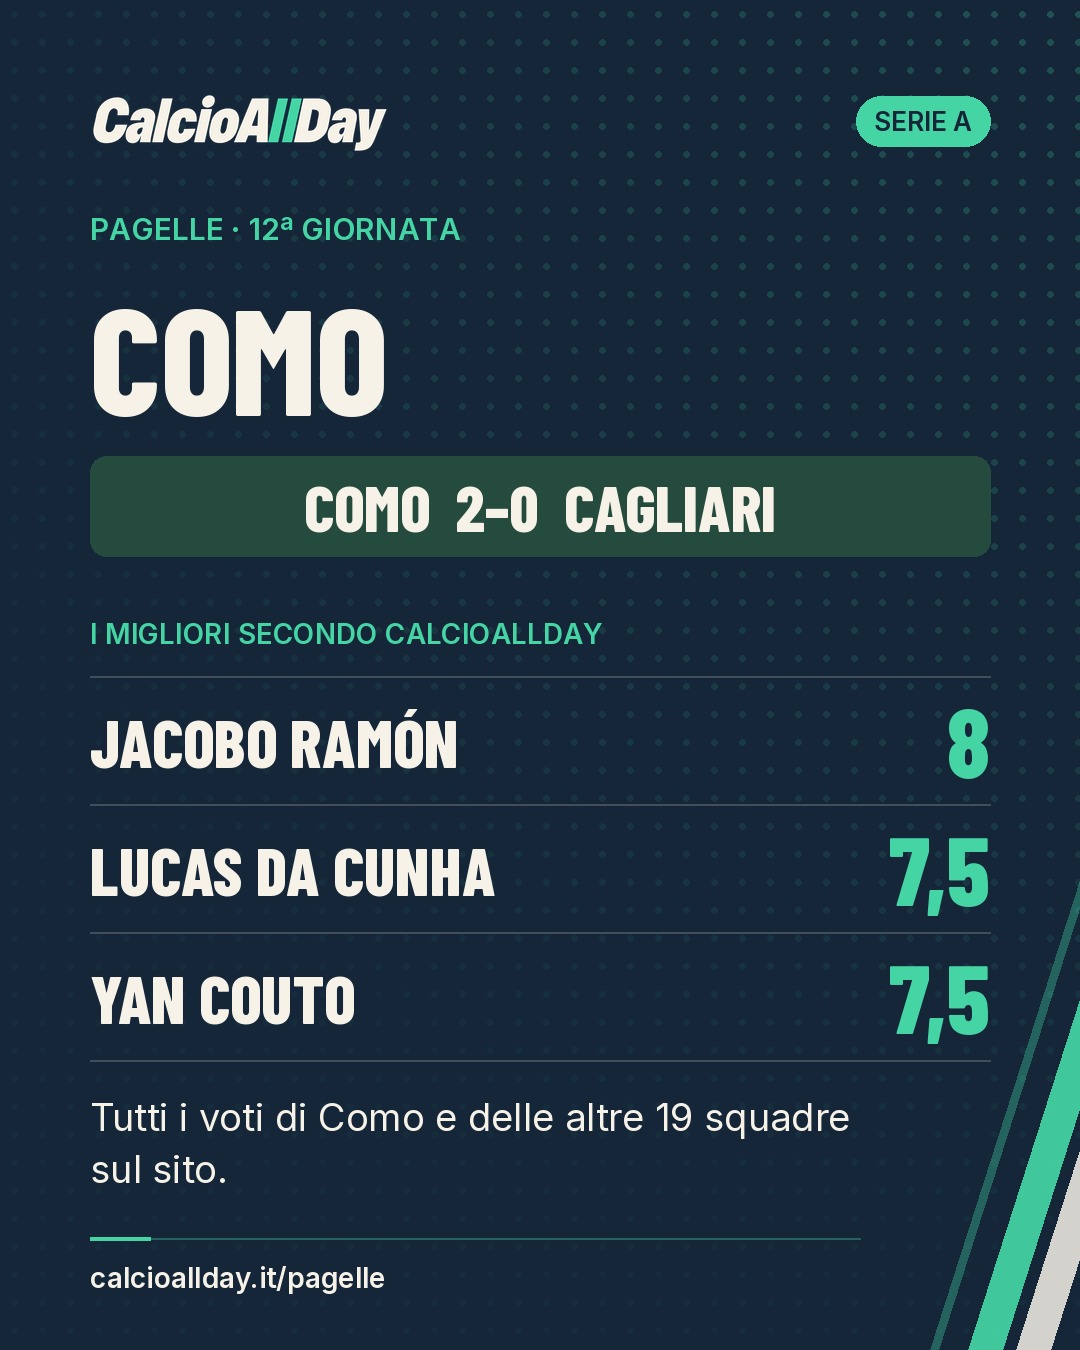 CalcioAllDay
SERIE A
PAGELLE · 12ª GIORNATA
COMO
COMO 2–0 CAGLIARI
I MIGLIORI SECONDO CALCIOALLDAY
JACOBO RAMÓN 8
LUCAS DA CUNHA 7,5
YAN COUTO 7,5
Tutti i voti di Como e delle altre 19 squadre
sul sito.
calcioallday.it/pagelle